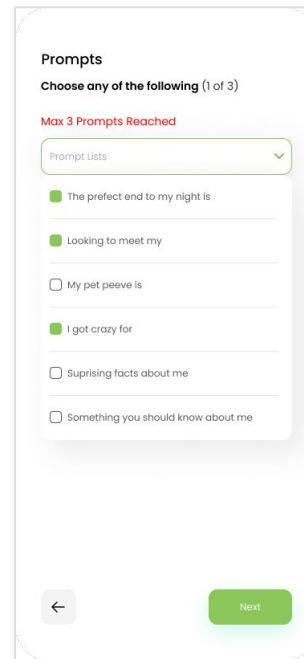 Prompts
Choose any of the following (1 of 3)
Max 3 Prompts Reached
Prompt Lists
The prefect end to my night is
Looking to meet my
My pet peeve is
I got crazy for
Suprising facts about me
Something you should know about me
Next